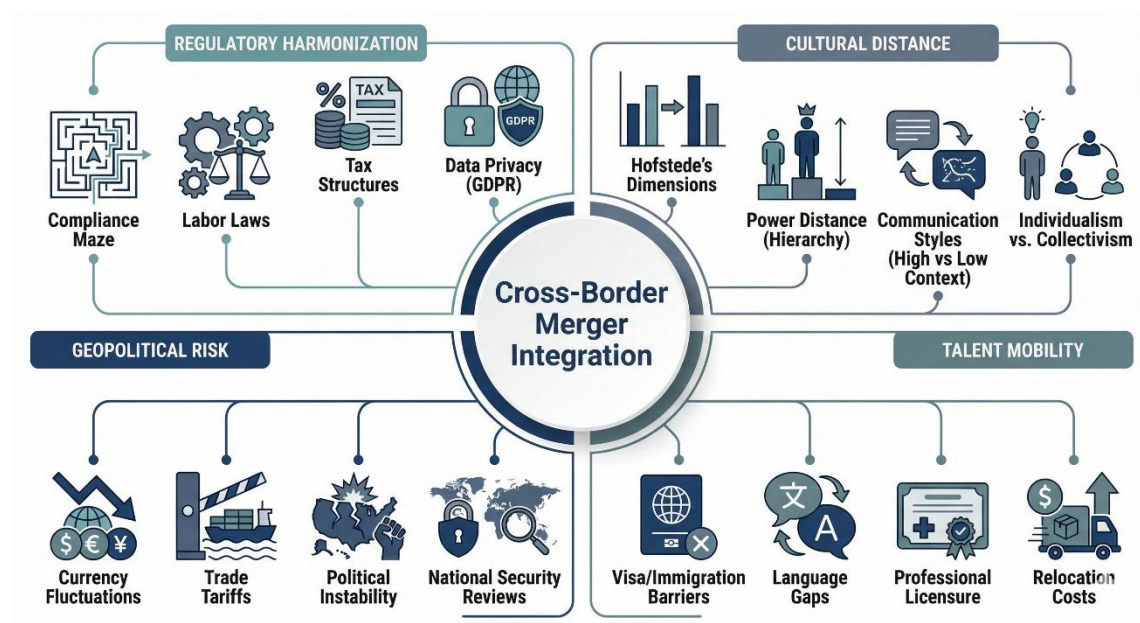 REGULATORY HARMONIZATION
TAX
%
GDPR
Compliance
Maze
Labor Laws
Tax
Structures
Data Privacy
(GDPR)
CULTURAL DISTANCE
Hofstede's
Dimensions
Power Distance
(Hierarchy)
Communication
Styles
(High vs Low
Context)
Individualism
vs. Collectivism
Cross-Border
Merger
Integration
GEOPOLITICAL RISK
$ € ¥
Currency
Fluctuations
Trade
Tariffs
Political
Instability
National Security
Reviews
TALENT MOBILITY
Visa/Immigration
Barriers
文
A
Language
Gaps
Professional
Licensure
$
Relocation
Costs